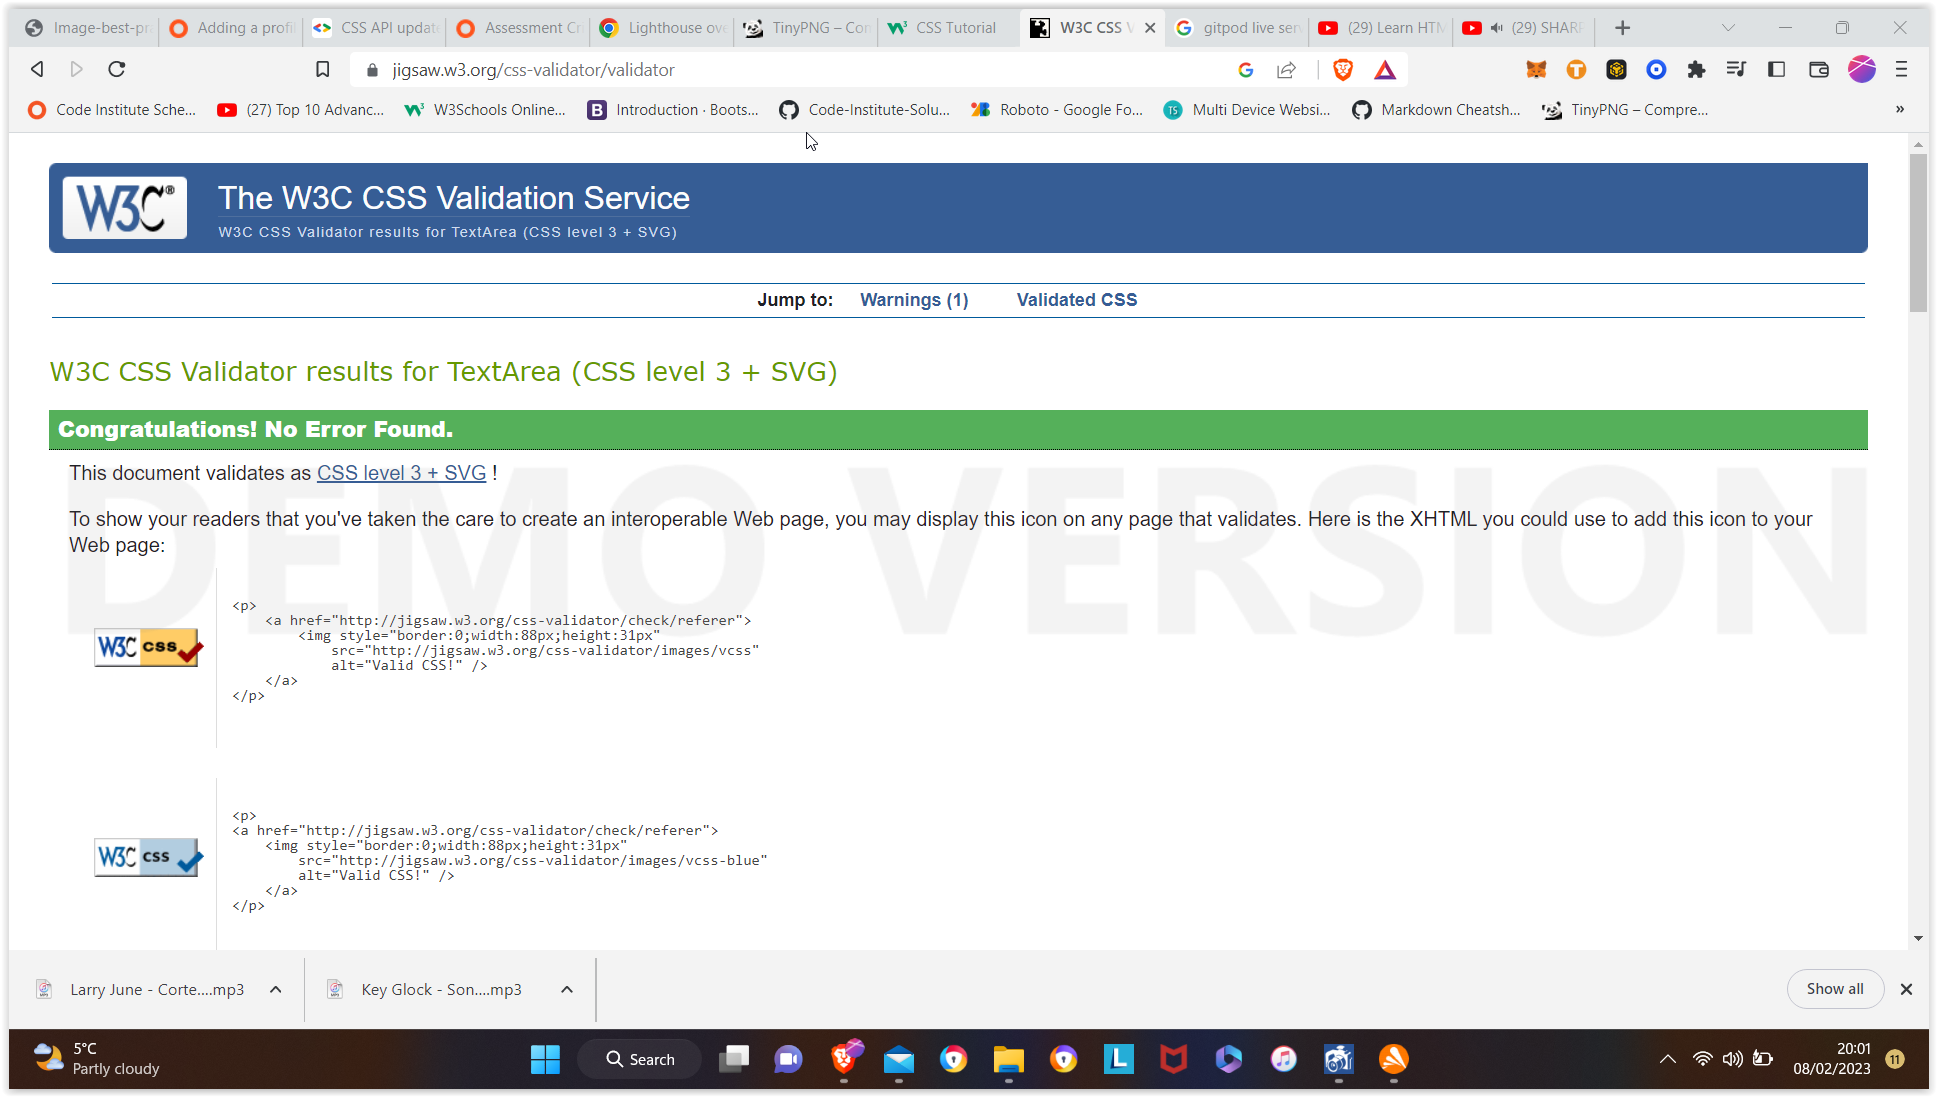 Image-best-pr
Adding a profi
CSS API updat
Assessment Cr
Lighthouse ove
TinyPNG – Com
CSS Tutorial
W3C CSS V
gitpod live serv
(29) Learn HTM
(29) SHARP
jigsaw.w3.org/css-validator/validator
Code Institute Sche...
(27) Top 10 Advanc...
W3Schools Online...
Introduction · Boots...
Code-Institute-Solu...
Roboto - Google Fo...
Multi Device Websi...
Markdown Cheatsh...
TinyPNG – Compre...
»
W3C®
The W3C CSS Validation Service
W3C CSS Validator results for TextArea (CSS level 3 + SVG)
Jump to: Warnings (1) Validated CSS
W3C CSS Validator results for TextArea (CSS level 3 + SVG)
Congratulations! No Error Found.
This document validates as CSS level 3 + SVG !
DEMO VERSION
To show your readers that you've taken the care to create an interoperable Web page, you may display this icon on any page that validates. Here is the XHTML you could use to add this icon to your
Web page:
W3C css
<p>
<a href="http://jigsaw.w3.org/css-validator/check/referer">
<img style="border:0;width:88px;height:31px"
src="http://jigsaw.w3.org/css-validator/images/vcss"
alt="Valid CSS!" />
</a>
</p>
W3C css
<p>
<a href="http://jigsaw.w3.org/css-validator/check/referer">
<img style="border:0;width:88px;height:31px"
src="http://jigsaw.w3.org/css-validator/images/vcss-blue"
alt="Valid CSS!" />
</a>
</p>
Larry June - Corte....mp3
Key Glock - Son....mp3
Show all
5°C
Partly cloudy
Search
20:01
08/02/2023
11